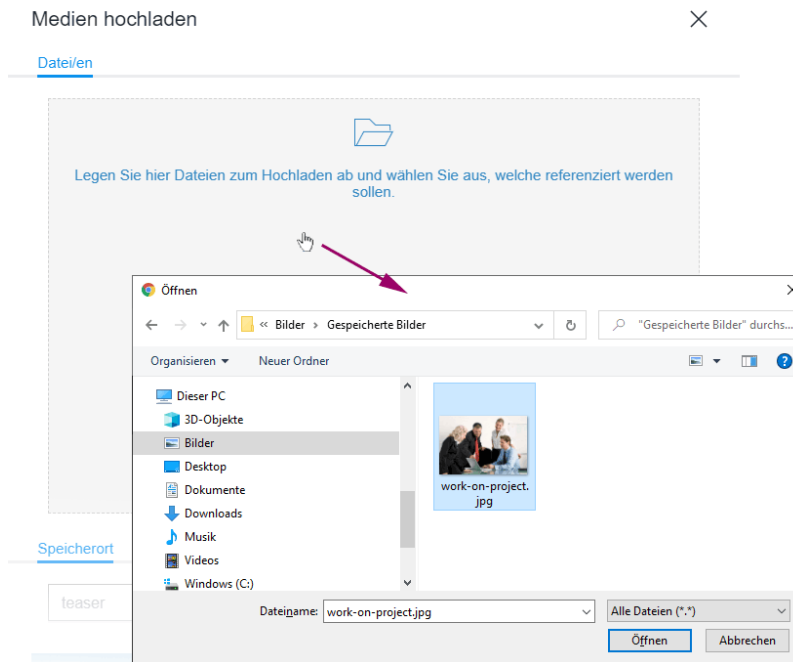 Medien hochladen
Datei/en
Legen Sie hier Dateien zum Hochladen ab und wählen Sie aus, welche referenziert werden
sollen.
Öffnen
« Bilder › Gespeicherte Bilder
"Gespeicherte Bilder" durchs...
Organisieren
Neuer Ordner
Dieser PC
3D-Objekte
Bilder
Desktop
Dokumente
Downloads
Musik
Videos
Windows (C:)
work-on-project.
jpg
Speicherort
teaser
Dateiname: work-on-project.jpg
Alle Dateien (*.*)
Öffnen
Abbrechen